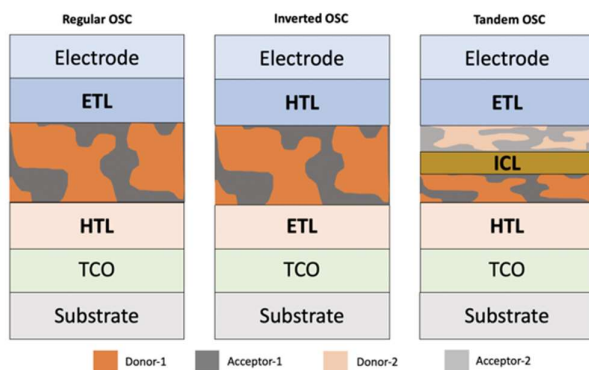 Regular OSC
Inverted OSC
Tandem OSC
Electrode
Electrode
Electrode
ETL
HTL
ETL
ICL
HTL
ETL
HTL
TCO
TCO
TCO
Substrate
Substrate
Substrate
Donor-1
Acceptor-1
Donor-2
Acceptor-2